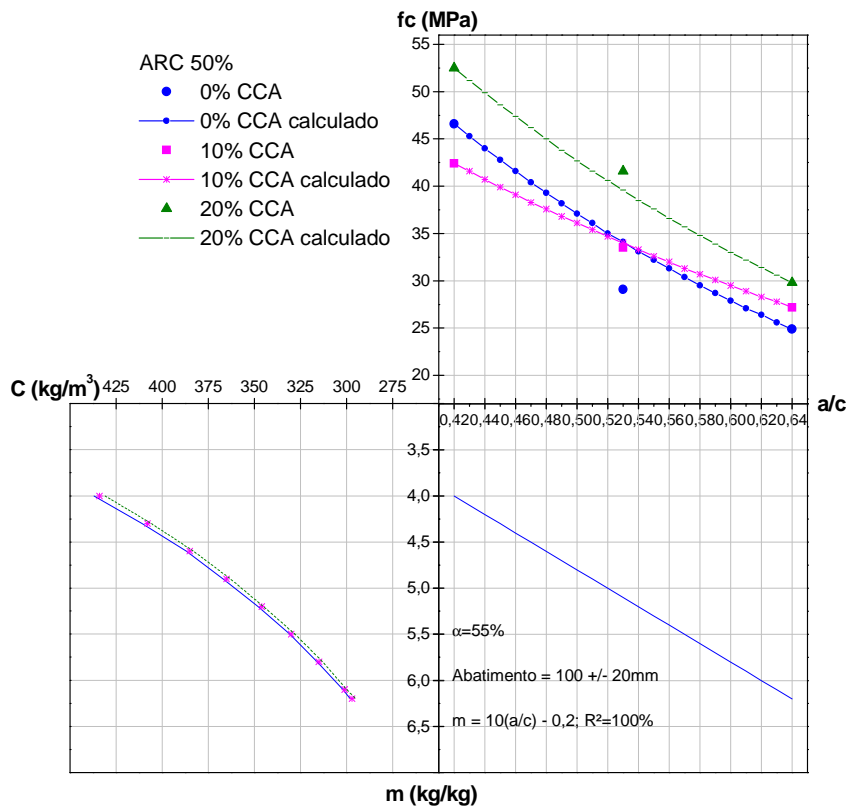 fc (MPa)
ARC 50%
0% CCA
0% CCA calculado
10% CCA
10% CCA calculado
20% CCA
20% CCA calculado
55
50
45
40
35
30
25
20
C (kg/m³)
425 400 375 350 325 300 275
a/c
0,42 0,44 0,46 0,48 0,50 0,52 0,54 0,56 0,58 0,60 0,62 0,64
3,5
4,0
4,5
5,0
5,5
6,0
6,5
α=55%
Abatimento = 100 +/- 20mm
m = 10(a/c) - 0,2; R²=100%
m (kg/kg)